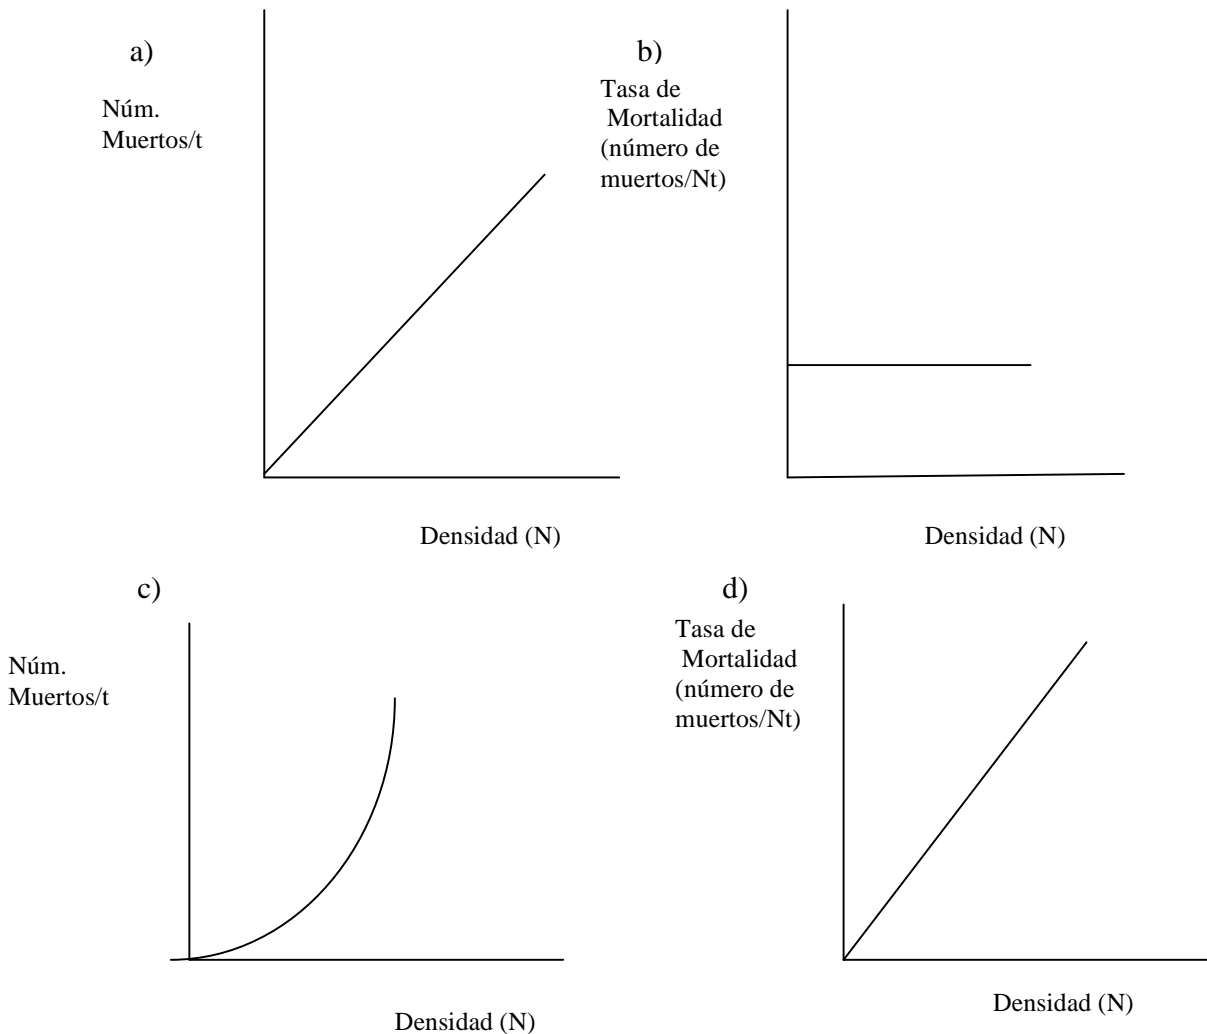 a)
Núm.
Muertos/t
Densidad (N)
b)
Tasa de
Mortalidad
(número de
muertos/Nt)
Densidad (N)
c)
Núm.
Muertos/t
Densidad (N)
d)
Tasa de
Mortalidad
(número de
muertos/Nt)
Densidad (N)